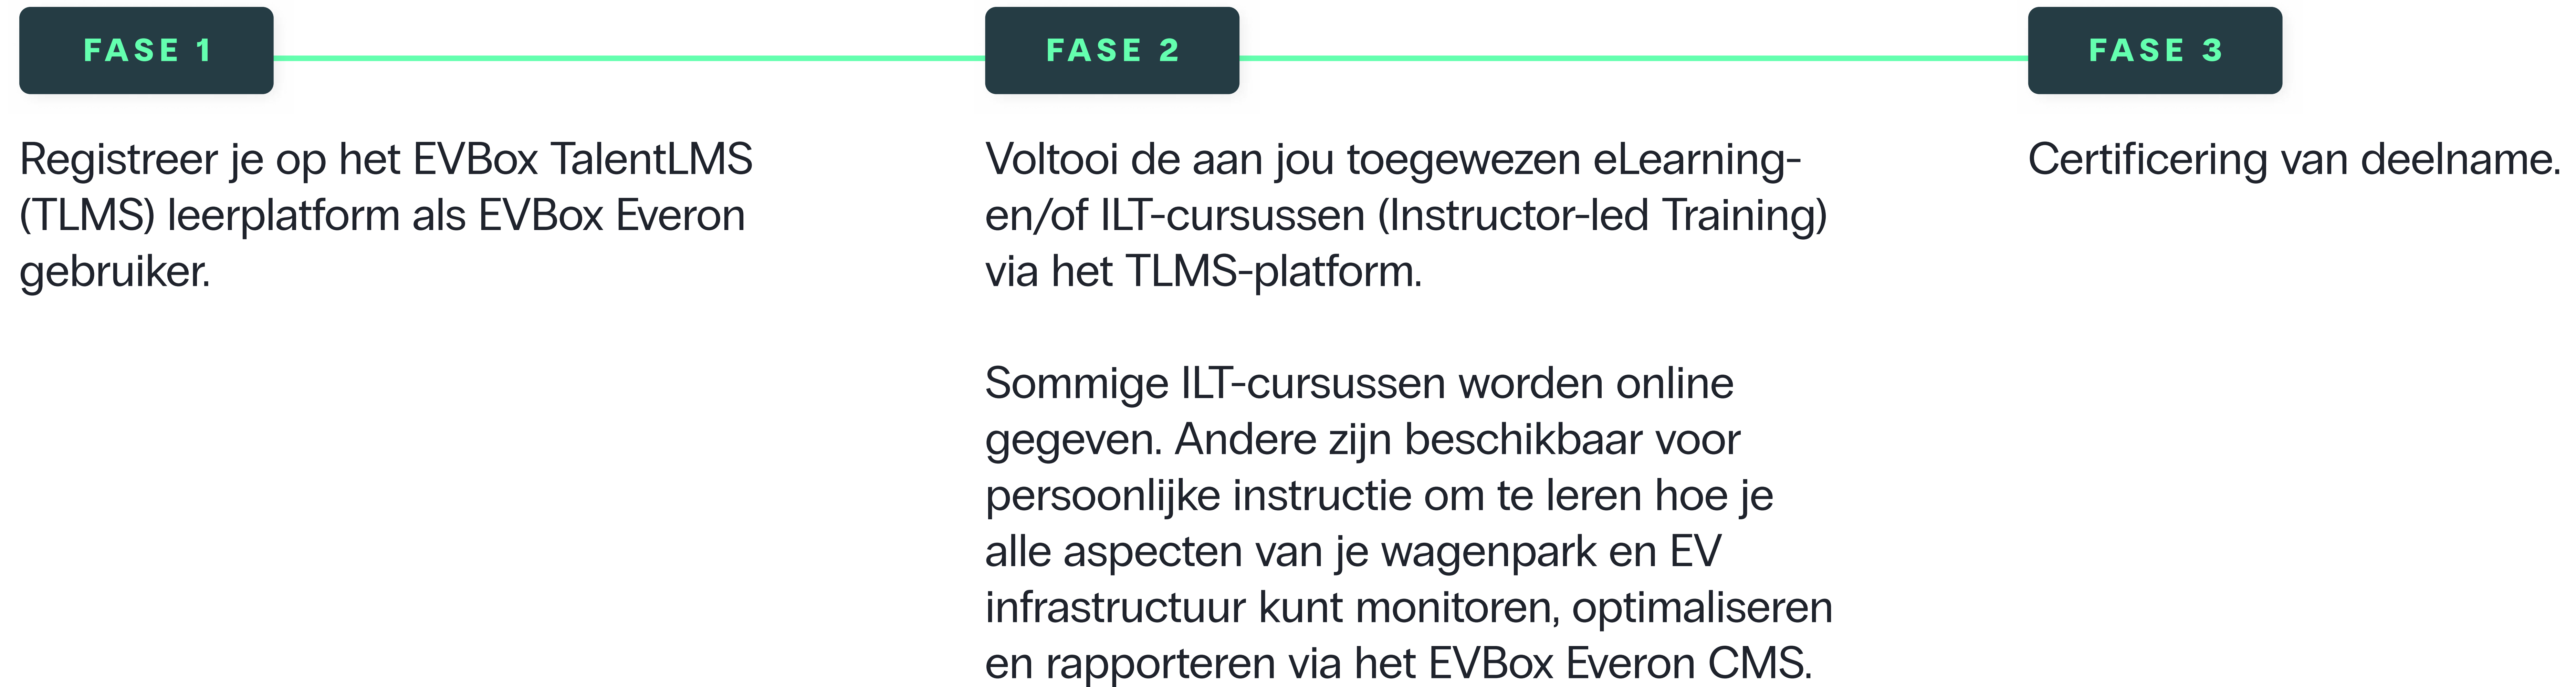 FASE 1
Registreer je op het EVBox TalentLMS
(TLMS) leerplatform als EVBox Everon
gebruiker.
FASE 2
Voltooi de aan jou toegewezen eLearning-
en/of ILT-cursussen (Instructor-led Training)
via het TLMS-platform.
Sommige ILT-cursussen worden online
gegeven. Andere zijn beschikbaar voor
persoonlijke instructie om te leren hoe je
alle aspecten van je wagenpark en EV
infrastructuur kunt monitoren, optimaliseren
en rapporteren via het EVBox Everon CMS.
FASE 3
Certificering van deelname.